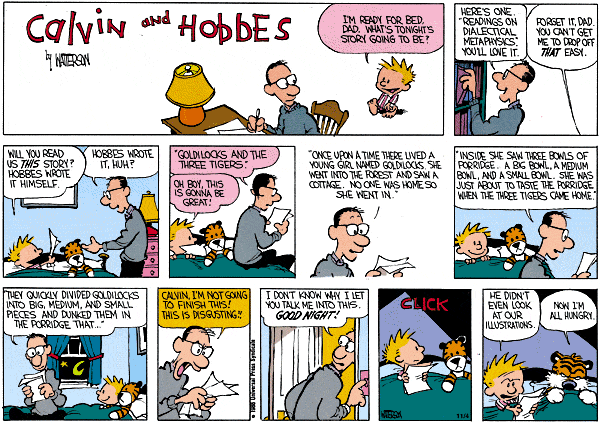 Calvin and HobbEs
by WATTERSON
I'M READY FOR BED,
DAD. WHAT'S TONIGHT'S
STORY GOING TO BE?
HERE'S ONE.
"READINGS ON
DIALECTICAL
METAPHYSICS."
YOU'LL LOVE IT.
FORGET IT, DAD.
YOU CAN'T GET
ME TO DROP OFF
THAT EASY.
WILL YOU READ
US THIS STORY?
HOBBES WROTE
IT HIMSELF.
HOBBES WROTE
IT, HUH?
"GOLDILOCKS AND THE
THREE TIGERS."
OH BOY, THIS
IS GONNA BE
GREAT!
"ONCE UPON A TIME THERE LIVED A
YOUNG GIRL NAMED GOLDILOCKS. SHE
WENT INTO THE FOREST AND SAW A
COTTAGE. NO ONE WAS HOME SO
SHE WENT IN."
"INSIDE SHE SAW THREE BOWLS OF
PORRIDGE. A BIG BOWL, A MEDIUM
BOWL, AND A SMALL BOWL. SHE WAS
JUST ABOUT TO TASTE THE PORRIDGE
WHEN THE THREE TIGERS CAME HOME."
"THEY QUICKLY DIVIDED GOLDILOCKS
INTO BIG, MEDIUM, AND SMALL
PIECES AND DUNKED THEM IN
THE PORRIDGE THAT..."
CALVIN, I'M NOT GOING
TO FINISH THIS!
THIS IS DISGUSTING!!
© 1986 Universal Press Syndicate
I DON'T KNOW WHY I LET
YOU TALK ME INTO THIS.
GOOD NIGHT!
CLICK
WATTERSON
11/4
HE DIDN'T
EVEN LOOK
AT OUR
ILLUSTRATIONS.
NOW I'M
ALL HUNGRY.